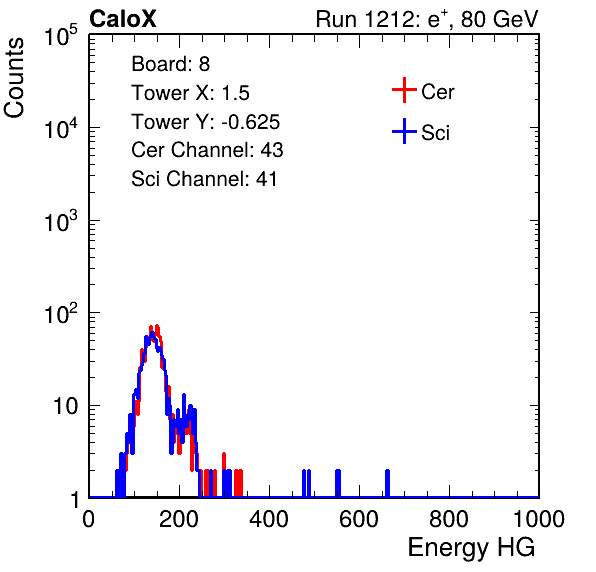 CaloX Run 1212: e⁺, 80 GeV
Counts
10⁵
10⁴
10³
10²
10
1
Board: 8
Tower X: 1.5
Tower Y: -0.625
Cer Channel: 43
Sci Channel: 41
Cer
Sci
0 200 400 600 800 1000
Energy HG